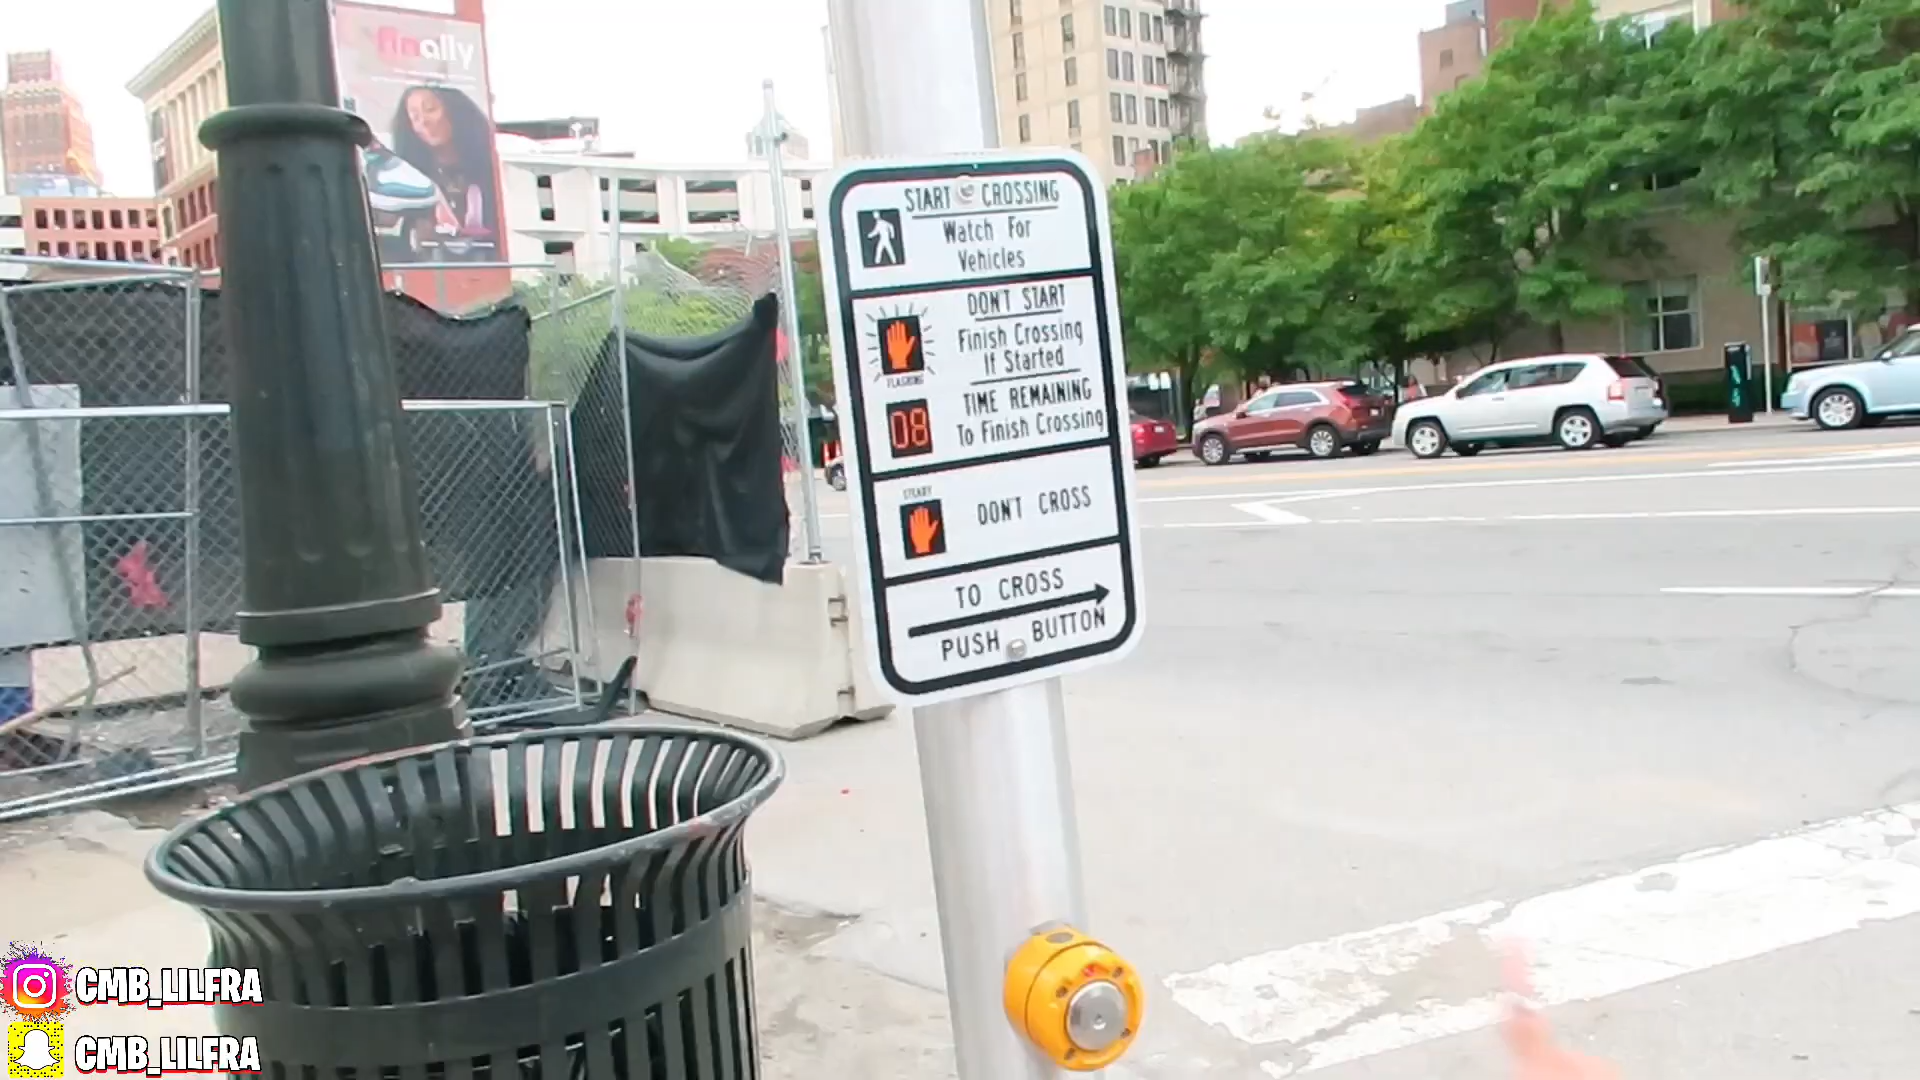 finally
START CROSSING
Watch For
Vehicles
DON'T START
Finish Crossing
If Started
FLASHING
TIME REMAINING
To Finish Crossing
08
STEADY
DON'T CROSS
TO CROSS
PUSH BUTTON
CMB_LILFRA
CMB_LILFRA